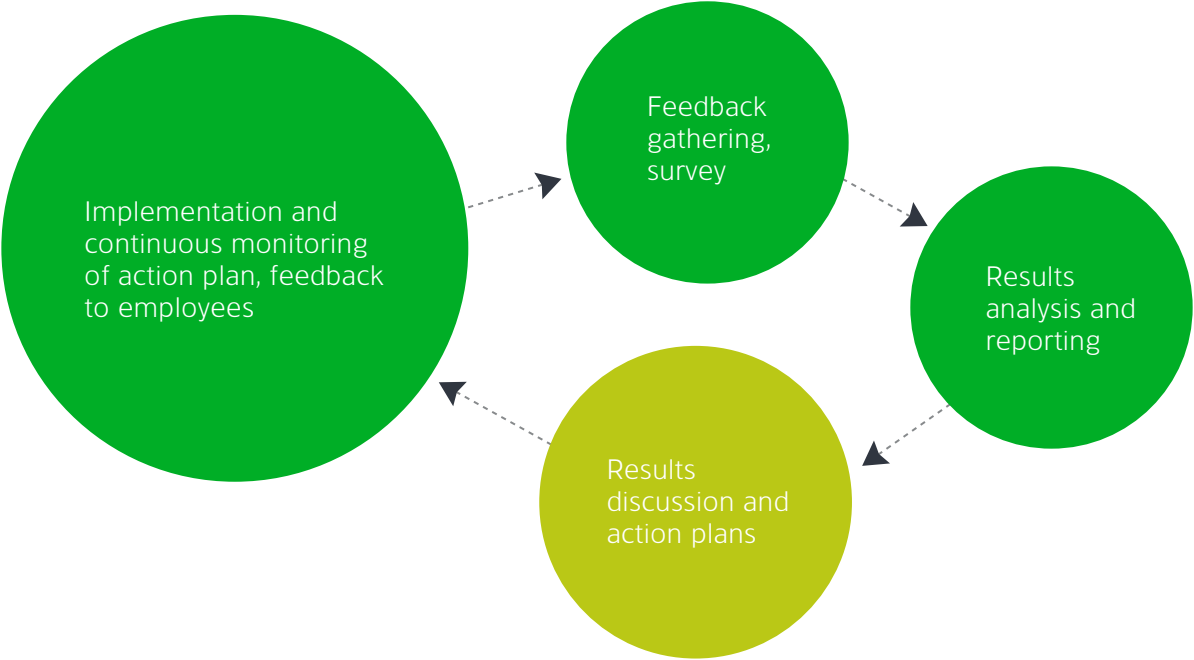 Implementation and
continuous monitoring
of action plan, feedback
to employees
Feedback
gathering,
survey
Results
analysis and
reporting
Results
discussion and
action plans